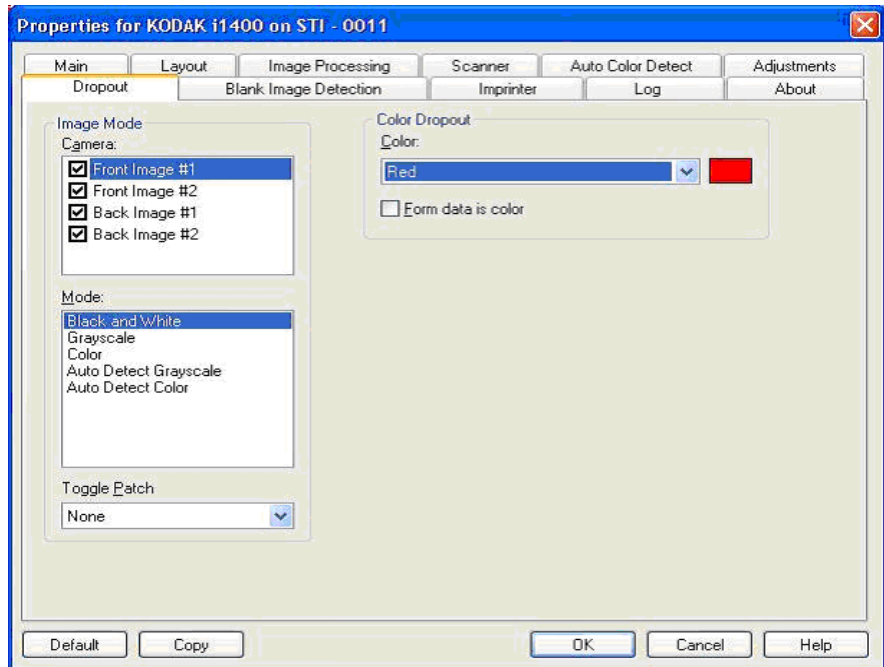 Properties for KODAK i1400 on STI - 0011
Main Layout Image Processing Scanner Auto Color Detect Adjustments
Dropout Blank Image Detection Imprinter Log About
Image Mode
Camera:
Front Image #1
Front Image #2
Back Image #1
Back Image #2
Mode:
Black and White
Grayscale
Color
Auto Detect Grayscale
Auto Detect Color
Toggle Patch
None
Color Dropout
Color:
Red
Form data is color
Default Copy OK Cancel Help